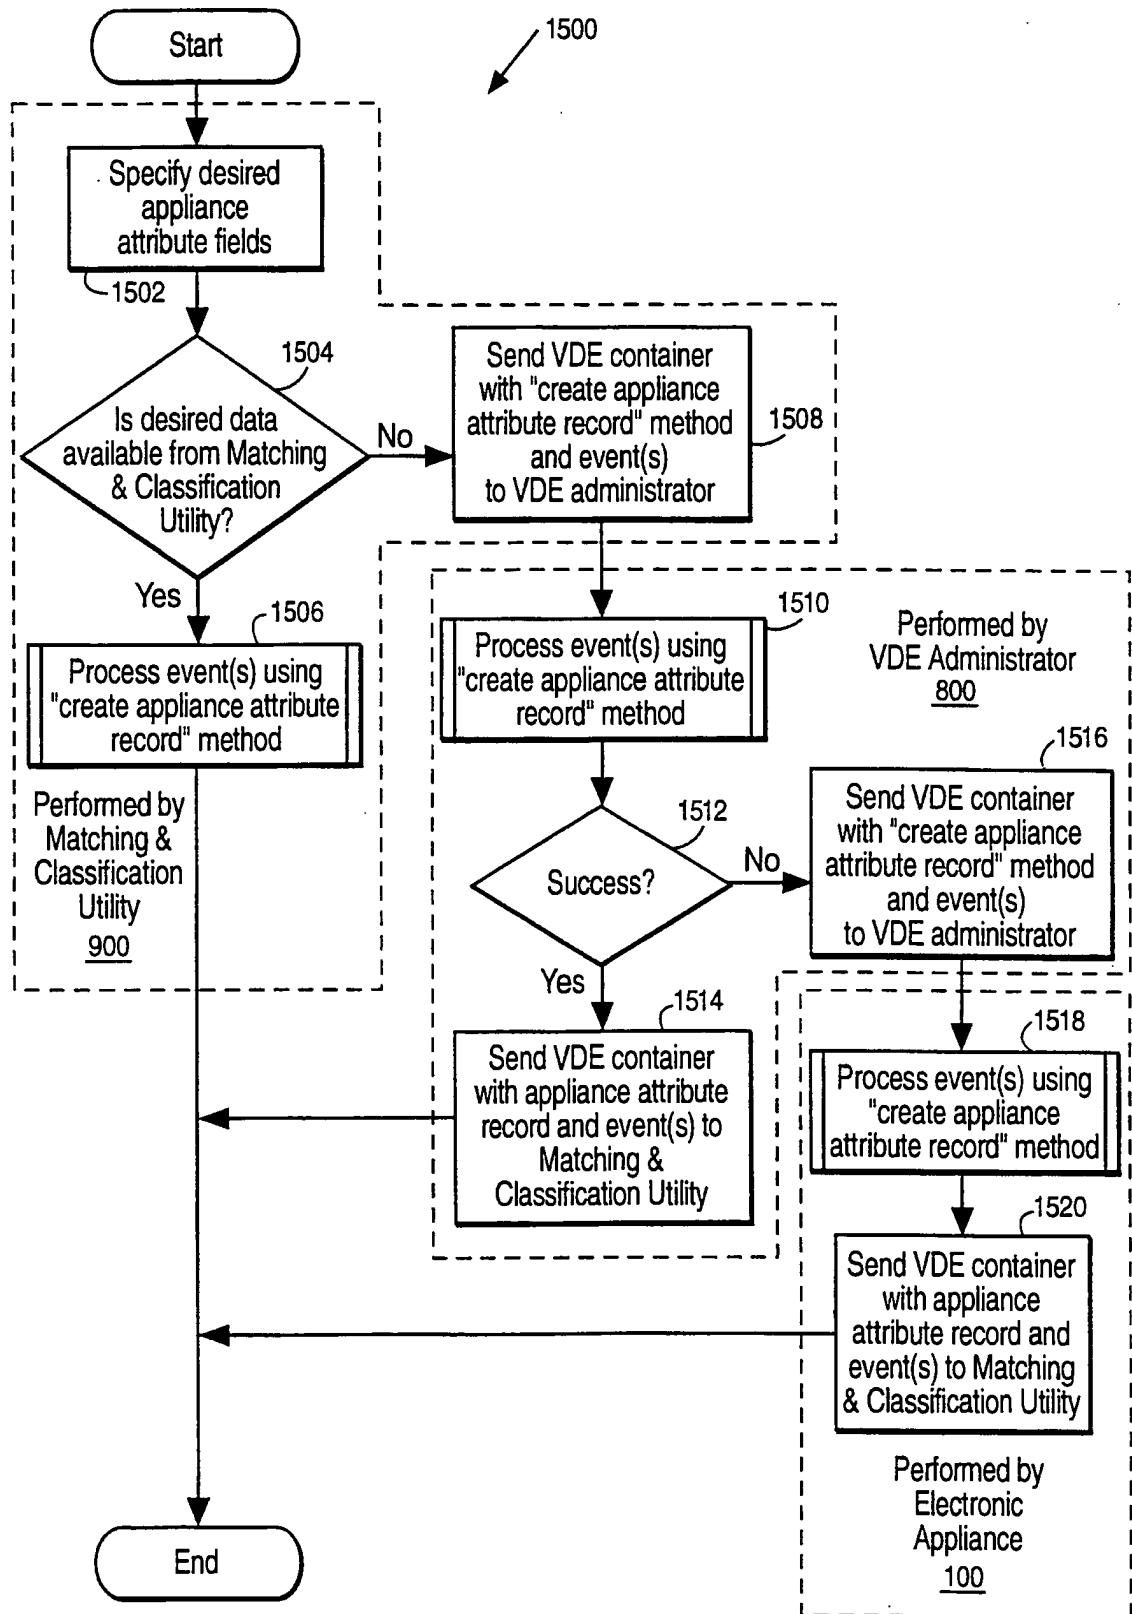 Start
1500
Specify desired
appliance
attribute fields
1502
1504
Is desired data
available from Matching
& Classification
Utility?
No
Yes
Send VDE container
with "create appliance
attribute record" method
and event(s)
to VDE administrator
1508
1506
Process event(s) using
"create appliance attribute
record" method
Performed by
Matching &
Classification
Utility
900
1510
Process event(s) using
"create appliance attribute
record" method
Performed by
VDE Administrator
800
1512
Success?
No
Yes
1516
Send VDE container
with "create appliance
attribute record" method
and event(s)
to VDE administrator
1514
Send VDE container
with appliance attribute
record and event(s) to
Matching &
Classification Utility
1518
Process event(s) using
"create appliance
attribute record" method
1520
Send VDE container
with appliance
attribute record and
event(s) to Matching
& Classification Utility
Performed by
Electronic
Appliance
100
End